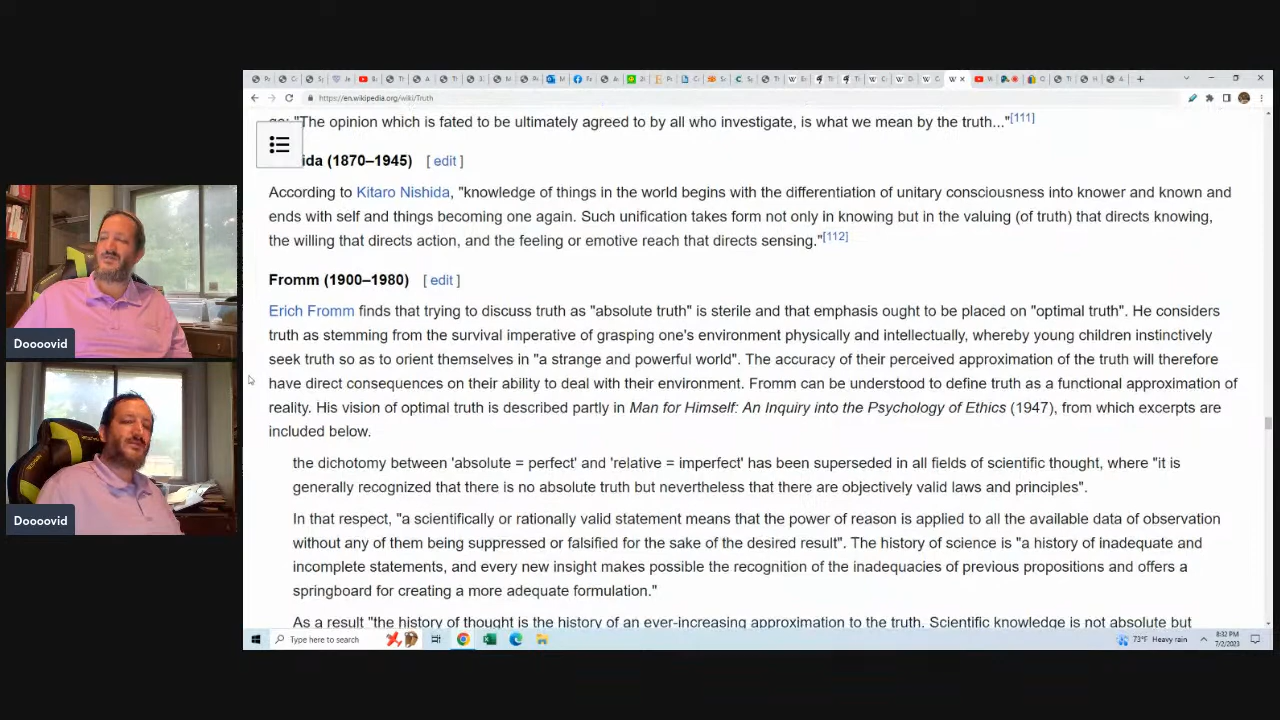 https://en.wikipedia.org/wiki/Truth
"The opinion which is fated to be ultimately agreed to by all who investigate, is what we mean by the truth..."[111]
ida (1870–1945) [ edit ]
According to Kitaro Nishida, "knowledge of things in the world begins with the differentiation of unitary consciousness into knower and known and
ends with self and things becoming one again. Such unification takes form not only in knowing but in the valuing (of truth) that directs knowing,
the willing that directs action, and the feeling or emotive reach that directs sensing."[112]
Fromm (1900–1980) [ edit ]
Erich Fromm finds that trying to discuss truth as "absolute truth" is sterile and that emphasis ought to be placed on "optimal truth". He considers
truth as stemming from the survival imperative of grasping one's environment physically and intellectually, whereby young children instinctively
seek truth so as to orient themselves in "a strange and powerful world". The accuracy of their perceived approximation of the truth will therefore
have direct consequences on their ability to deal with their environment. Fromm can be understood to define truth as a functional approximation of
reality. His vision of optimal truth is described partly in Man for Himself: An Inquiry into the Psychology of Ethics (1947), from which excerpts are
included below.
the dichotomy between 'absolute = perfect' and 'relative = imperfect' has been superseded in all fields of scientific thought, where "it is
generally recognized that there is no absolute truth but nevertheless that there are objectively valid laws and principles".
In that respect, "a scientifically or rationally valid statement means that the power of reason is applied to all the available data of observation
without any of them being suppressed or falsified for the sake of the desired result". The history of science is "a history of inadequate and
incomplete statements, and every new insight makes possible the recognition of the inadequacies of previous propositions and offers a
springboard for creating a more adequate formulation."
As a result "the history of thought is the history of an ever-increasing approximation to the truth. Scientific knowledge is not absolute but
Type here to search
73°F Heavy rain
8:32 PM
7/2/2023
Doooovid
Doooovid